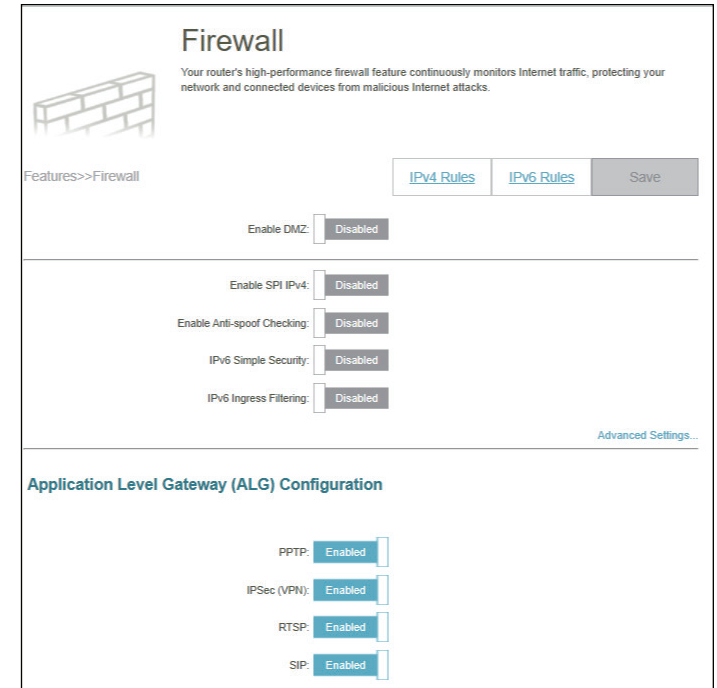 Firewall
Your router's high-performance firewall feature continuously monitors Internet traffic, protecting your
network and connected devices from malicious Internet attacks.
Features>>Firewall
IPv4 Rules
IPv6 Rules
Save
Enable DMZ: Disabled
Enable SPI IPv4: Disabled
Enable Anti-spoof Checking: Disabled
IPv6 Simple Security: Disabled
IPv6 Ingress Filtering: Disabled
Advanced Settings...
Application Level Gateway (ALG) Configuration
PPTP: Enabled
IPSec (VPN): Enabled
RTSP: Enabled
SIP: Enabled